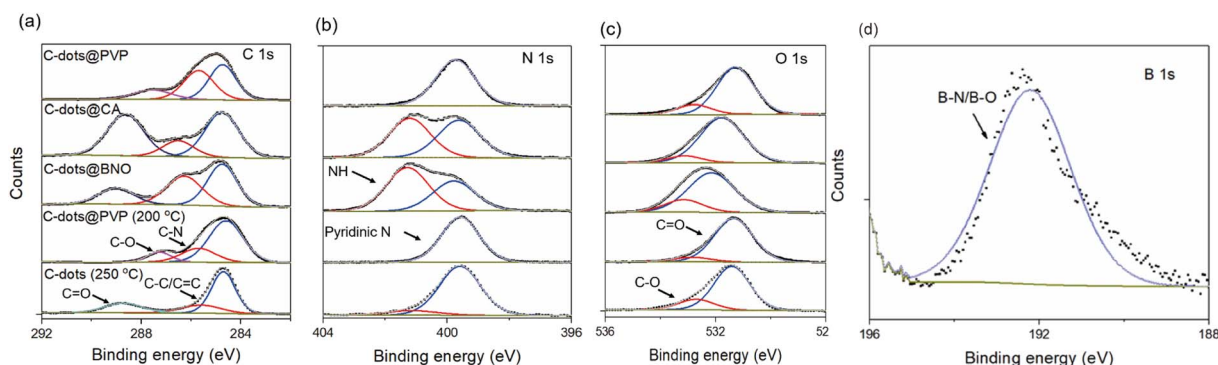 (a)
C 1s
C-dots@PVP
C-dots@CA
C-dots@BNO
C-dots@PVP (200 °C)
C-O
C-N
C-dots (250 °C)
C=O
C-C/C=C
Counts
292
288
284
Binding energy (eV)
(b)
N 1s
NH
Pyridinic N
404
400
396
Binding energy (eV)
(c)
O 1s
C=O
C-O
536
532
52
Binding energy (eV)
(d)
B 1s
B-N/B-O
Counts
196
192
188
Binding energy (eV)